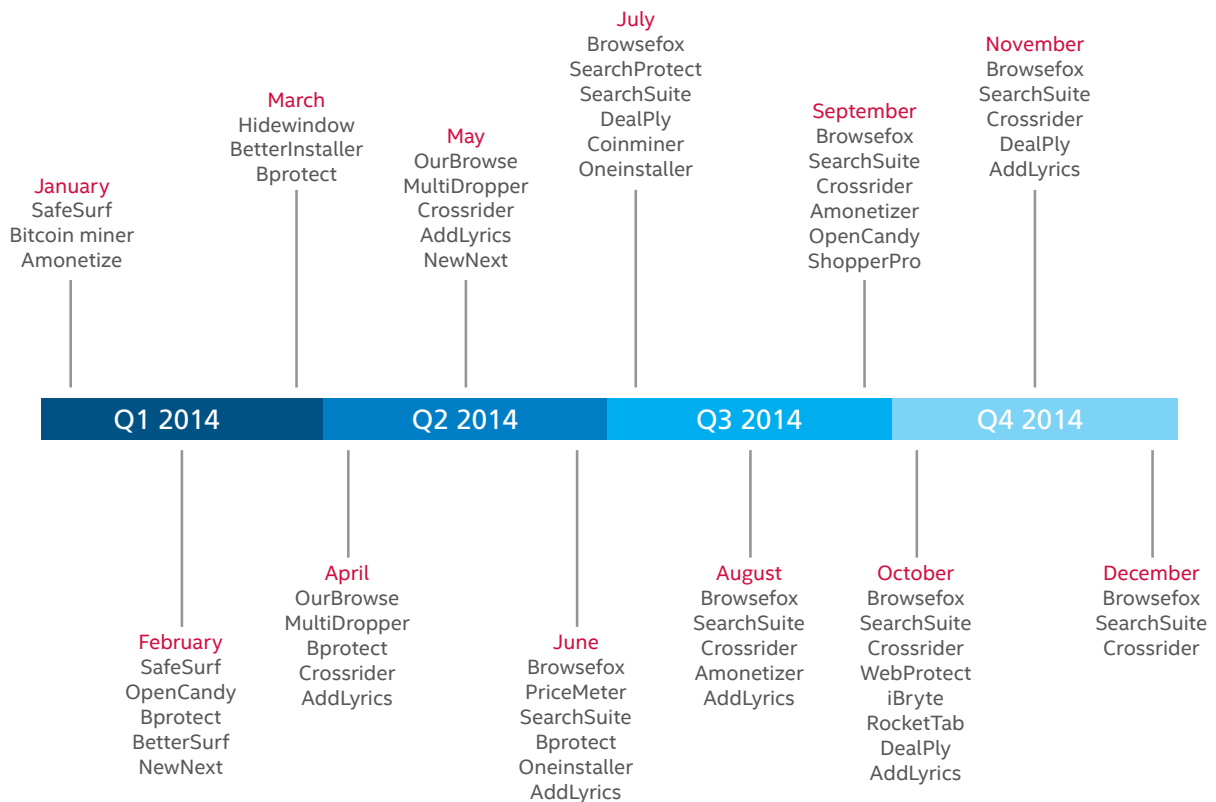 January
SafeSurf
Bitcoin miner
Amonetize
March
Hidewindow
BetterInstaller
Bprotect
May
OurBrowse
MultiDropper
Crossrider
AddLyrics
NewNext
July
Browsefox
SearchProtect
SearchSuite
DealPly
Coinminer
Oneinstaller
September
Browsefox
SearchSuite
Crossrider
Amonetizer
OpenCandy
ShopperPro
November
Browsefox
SearchSuite
Crossrider
DealPly
AddLyrics
Q1 2014
Q2 2014
Q3 2014
Q4 2014
February
SafeSurf
OpenCandy
Bprotect
BetterSurf
NewNext
April
OurBrowse
MultiDropper
Bprotect
Crossrider
AddLyrics
June
Browsefox
PriceMeter
SearchSuite
Bprotect
Oneinstaller
AddLyrics
August
Browsefox
SearchSuite
Crossrider
Amonetizer
AddLyrics
October
Browsefox
SearchSuite
Crossrider
WebProtect
iBryte
RocketTab
DealPly
AddLyrics
December
Browsefox
SearchSuite
Crossrider